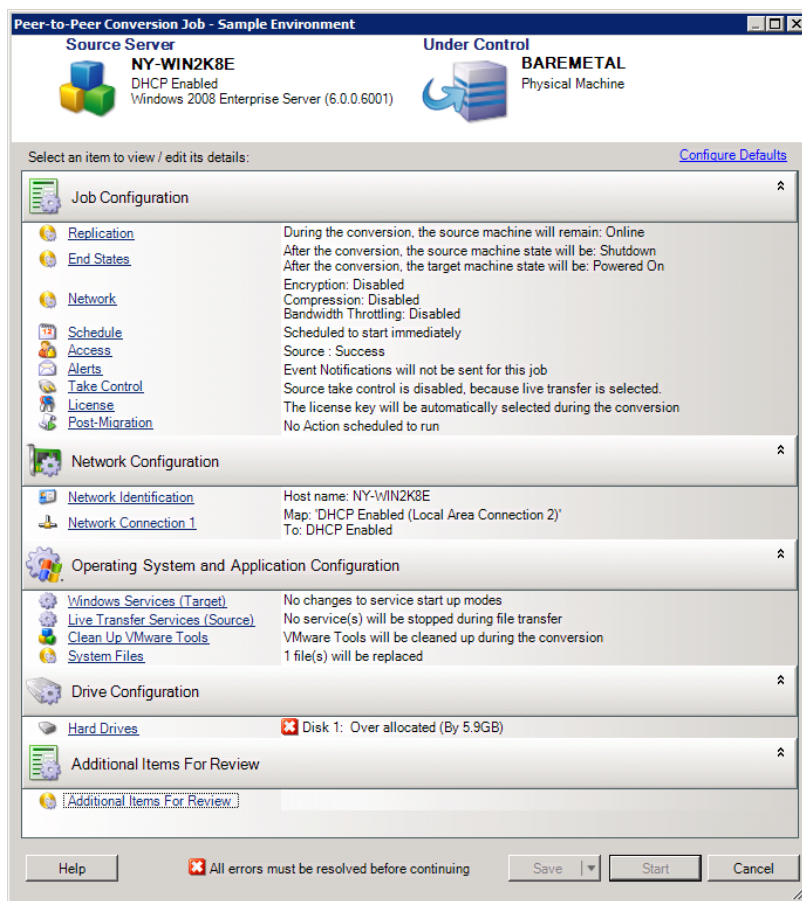 Peer-to-Peer Conversion Job - Sample Environment
Source Server
NY-WIN2K8E
DHCP Enabled
Windows 2008 Enterprise Server (6.0.0.6001)
Under Control
BAREMETAL
Physical Machine
Select an item to view / edit its details:
Configure Defaults
Job Configuration
Replication During the conversion, the source machine will remain: Online
End States After the conversion, the source machine state will be: Shutdown
After the conversion, the target machine state will be: Powered On
Network Encryption: Disabled
Compression: Disabled
Bandwidth Throttling: Disabled
Schedule Scheduled to start immediately
Access Source : Success
Alerts Event Notifications will not be sent for this job
Take Control Source take control is disabled, because live transfer is selected.
License The license key will be automatically selected during the conversion
Post-Migration No Action scheduled to run
Network Configuration
Network Identification Host name: NY-WIN2K8E
Network Connection 1 Map: 'DHCP Enabled (Local Area Connection 2)'
To: DHCP Enabled
Operating System and Application Configuration
Windows Services (Target) No changes to service start up modes
Live Transfer Services (Source) No service(s) will be stopped during file transfer
Clean Up VMware Tools VMware Tools will be cleaned up during the conversion
System Files 1 file(s) will be replaced
Drive Configuration
Hard Drives Disk 1: Over allocated (By 5.9GB)
Additional Items For Review
Additional Items For Review
Help All errors must be resolved before continuing Save Start Cancel